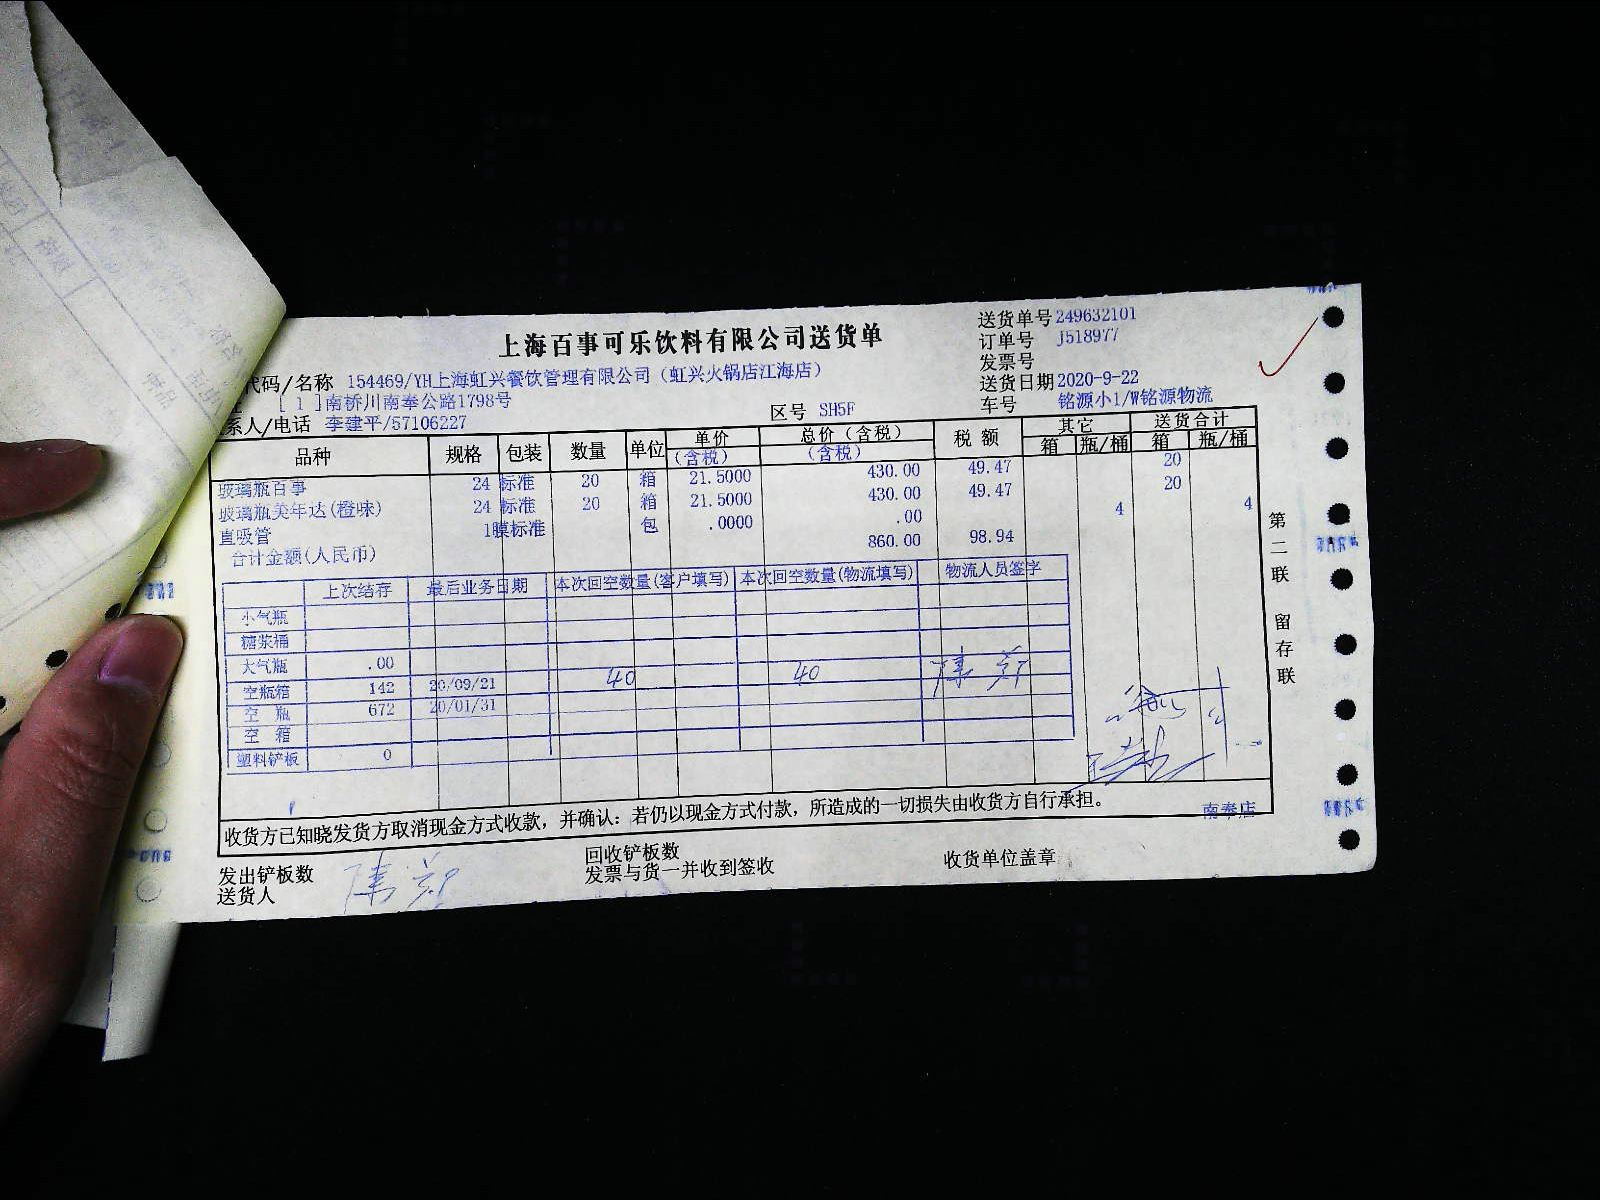 上海百事可乐饮料有限公司送货单
送货单号 249632101
订单号 J518977
发票号
送货日期 2020-9-22
车号 铭源小1/W铭源物流
代码/名称 154469/YH上海虹兴餐饮管理有限公司（虹兴火锅店江海店）
[ 1 ]南桥川南奉公路1798号
系人/电话 李建平/57106227
区号 SH5F
品种 规格 包装 数量 单位 单价（含税） 总价（含税）（含税） 税 额 其它 箱 瓶/桶 送货合计 箱 瓶/桶
玻璃瓶百事 24 标准 20 箱 21.5000 430.00 49.47 20
玻璃瓶美年达(橙味) 24 标准 20 箱 21.5000 430.00 49.47 20
直吸管 1膜标准 包 .0000 .00 4 4
合计金额(人民币) 860.00 98.94
上次结存 最后业务日期 本次回空数量(客户填写) 本次回空数量(物流填写) 物流人员签字
小气瓶
糖浆桶
大气瓶 .00
空瓶箱 142 20/09/21 40 40
空 瓶 672 20/01/31
空 箱
塑料铲板 0
收货方已知晓发货方取消现金方式收款，并确认：若仍以现金方式付款，所造成的一切损失由收货方自行承担。
南奉店
发出铲板数 回收铲板数
送货人 发票与货一并收到签收 收货单位盖章
第二联 留存联